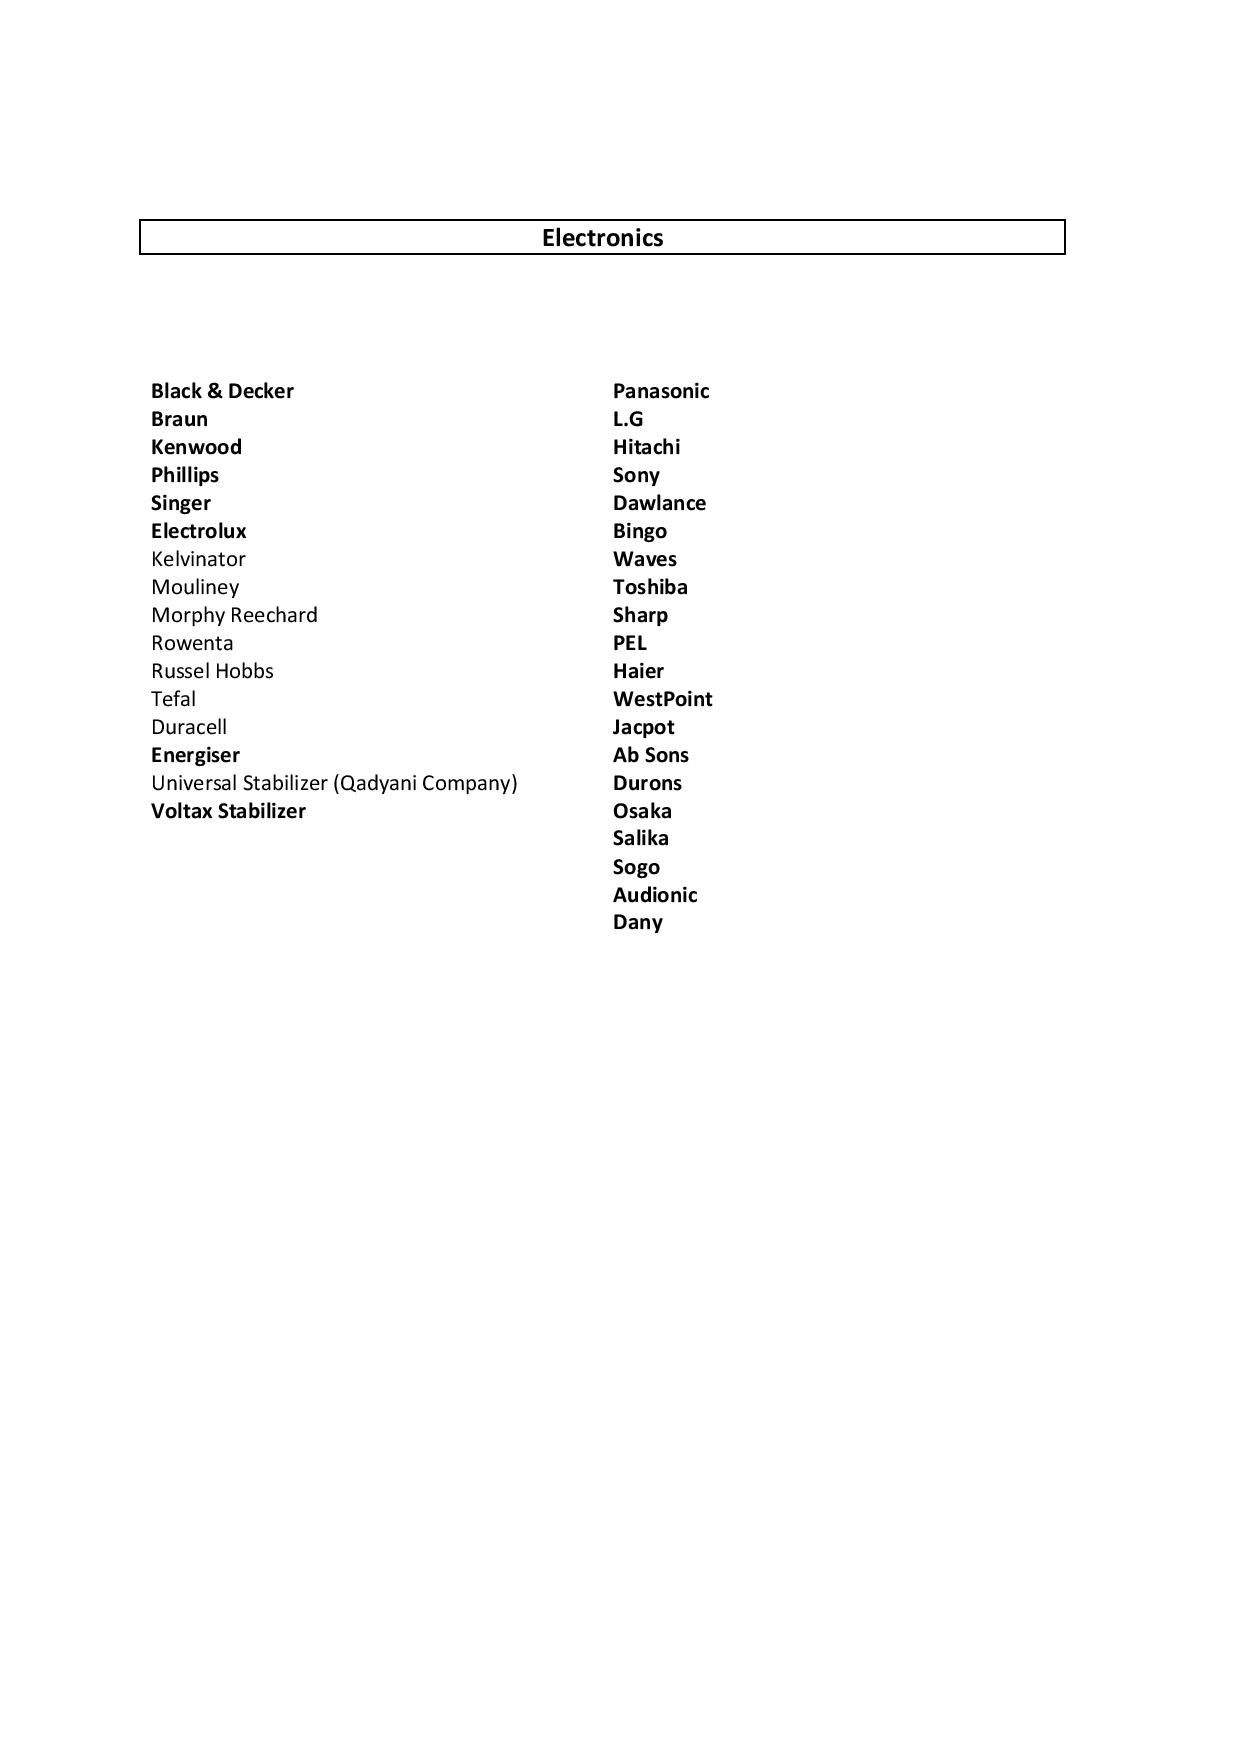 Electronics
Black & Decker
Braun
Kenwood
Phillips
Singer
Electrolux
Kelvinator
Mouliney
Morphy Reechard
Rowenta
Russel Hobbs
Tefal
Duracell
Energiser
Universal Stabilizer (Qadyani Company)
Voltax Stabilizer
Panasonic
L.G
Hitachi
Sony
Dawlance
Bingo
Waves
Toshiba
Sharp
PEL
Haier
WestPoint
Jacpot
Ab Sons
Durons
Osaka
Salika
Sogo
Audionic
Dany